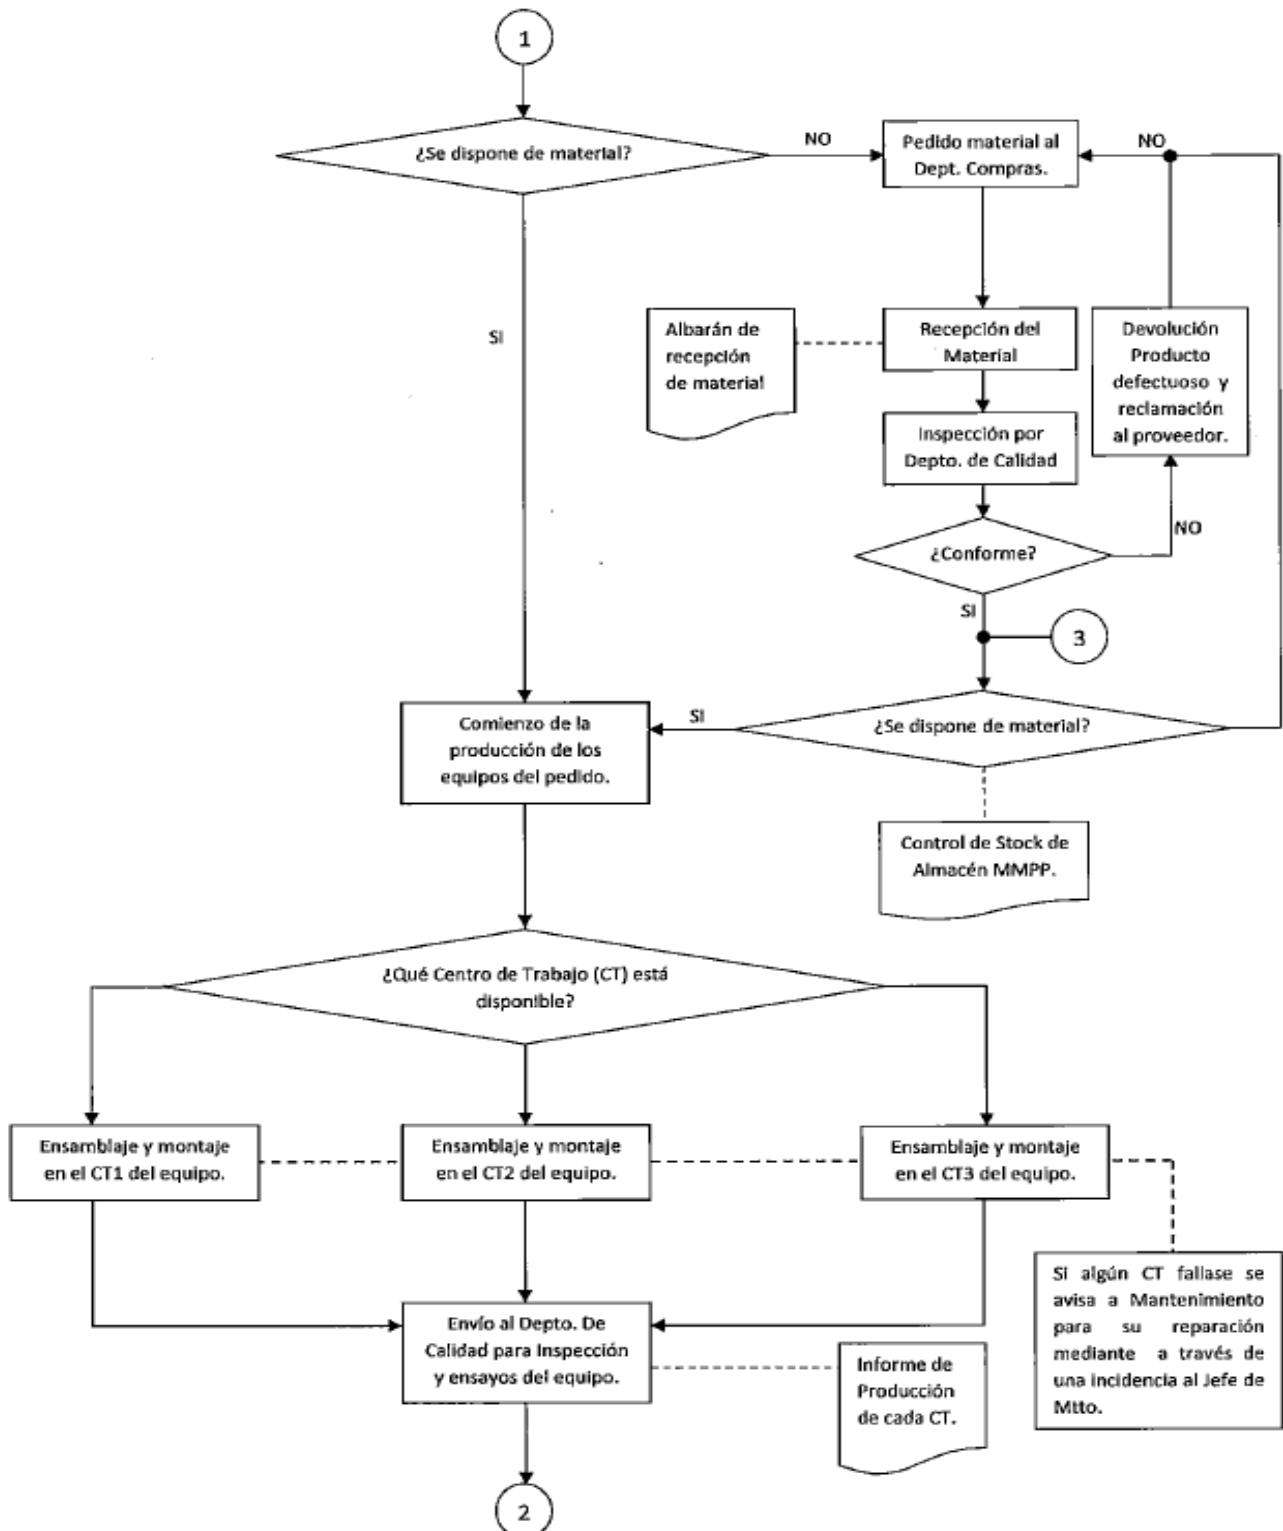 1
¿Se dispone de material?
NO
Pedido material al
Dept. Compras.
NO
SI
Albarán de
recepción
de material
Recepción del
Material
Devolución
Producto
defectuoso y
reclamación
al proveedor.
Inspección por
Depto. de Calidad
¿Conforme?
NO
SI
3
Comienzo de la
producción de los
equipos del pedido.
SI
¿Se dispone de material?
Control de Stock de
Almacén MMPP.
¿Qué Centro de Trabajo (CT) está
disponible?
Ensamblaje y montaje
en el CT1 del equipo.
Ensamblaje y montaje
en el CT2 del equipo.
Ensamblaje y montaje
en el CT3 del equipo.
Si algún CT fallase se
avisa a Mantenimiento
para su reparación
mediante a través de
una incidencia al Jefe de
Mtto.
Envío al Depto. De
Calidad para Inspección
y ensayos del equipo.
Informe de
Producción
de cada CT.
2